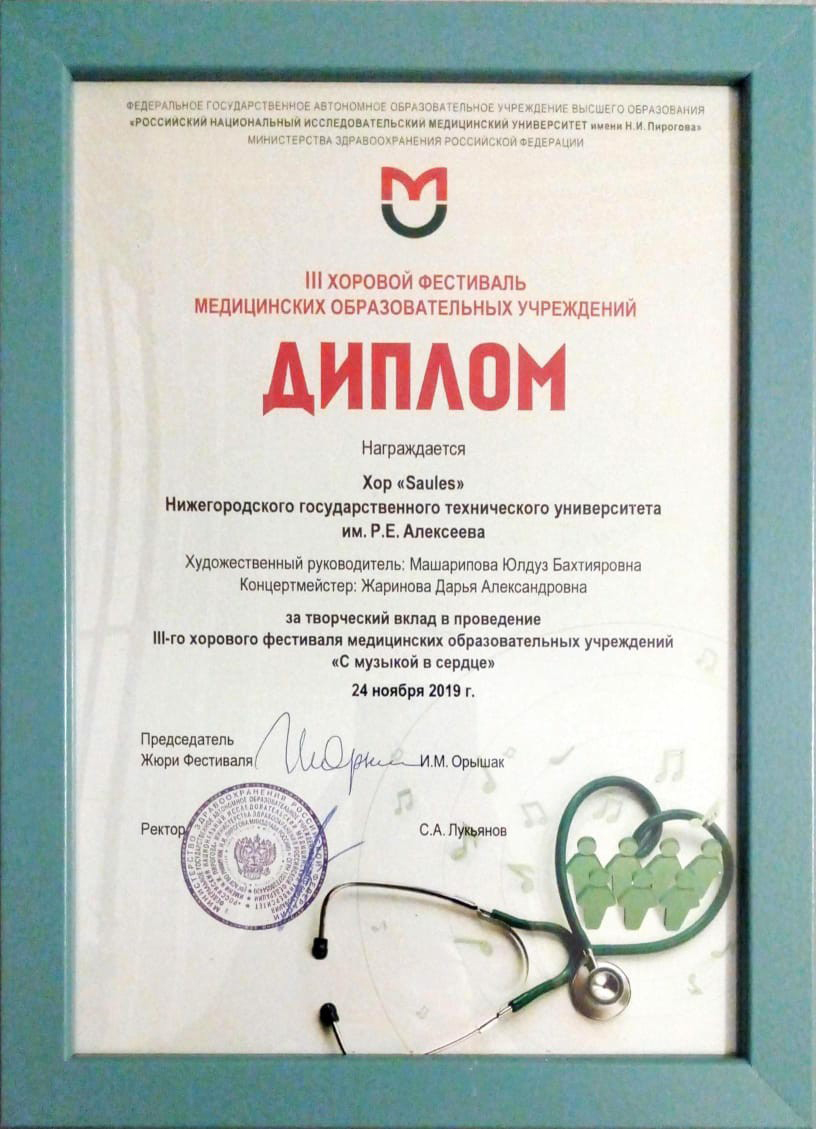 ФЕДЕРАЛЬНОЕ ГОСУДАРСТВЕННОЕ АВТОНОМНОЕ ОБРАЗОВАТЕЛЬНОЕ УЧРЕЖДЕНИЕ ВЫСШЕГО ОБРАЗОВАНИЯ
«РОССИЙСКИЙ НАЦИОНАЛЬНЫЙ ИССЛЕДОВАТЕЛЬСКИЙ МЕДИЦИНСКИЙ УНИВЕРСИТЕТ имени Н.И. Пирогова»
МИНИСТЕРСТВА ЗДРАВООХРАНЕНИЯ РОССИЙСКОЙ ФЕДЕРАЦИИ
III ХОРОВОЙ ФЕСТИВАЛЬ
МЕДИЦИНСКИХ ОБРАЗОВАТЕЛЬНЫХ УЧРЕЖДЕНИЙ
ДИПЛОМ
Награждается
Хор «Saules»
Нижегородского государственного технического университета
им. Р.Е. Алексеева
Художественный руководитель: Машарипова Юлдуз Бахтияровна
Концертмейстер: Жаринова Дарья Александровна
за творческий вклад в проведение
III-го хорового фестиваля медицинских образовательных учреждений
«С музыкой в сердце»
24 ноября 2019 г.
Председатель
Жюри Фестиваля И.М. Орышак
Ректор С.А. Лукьянов